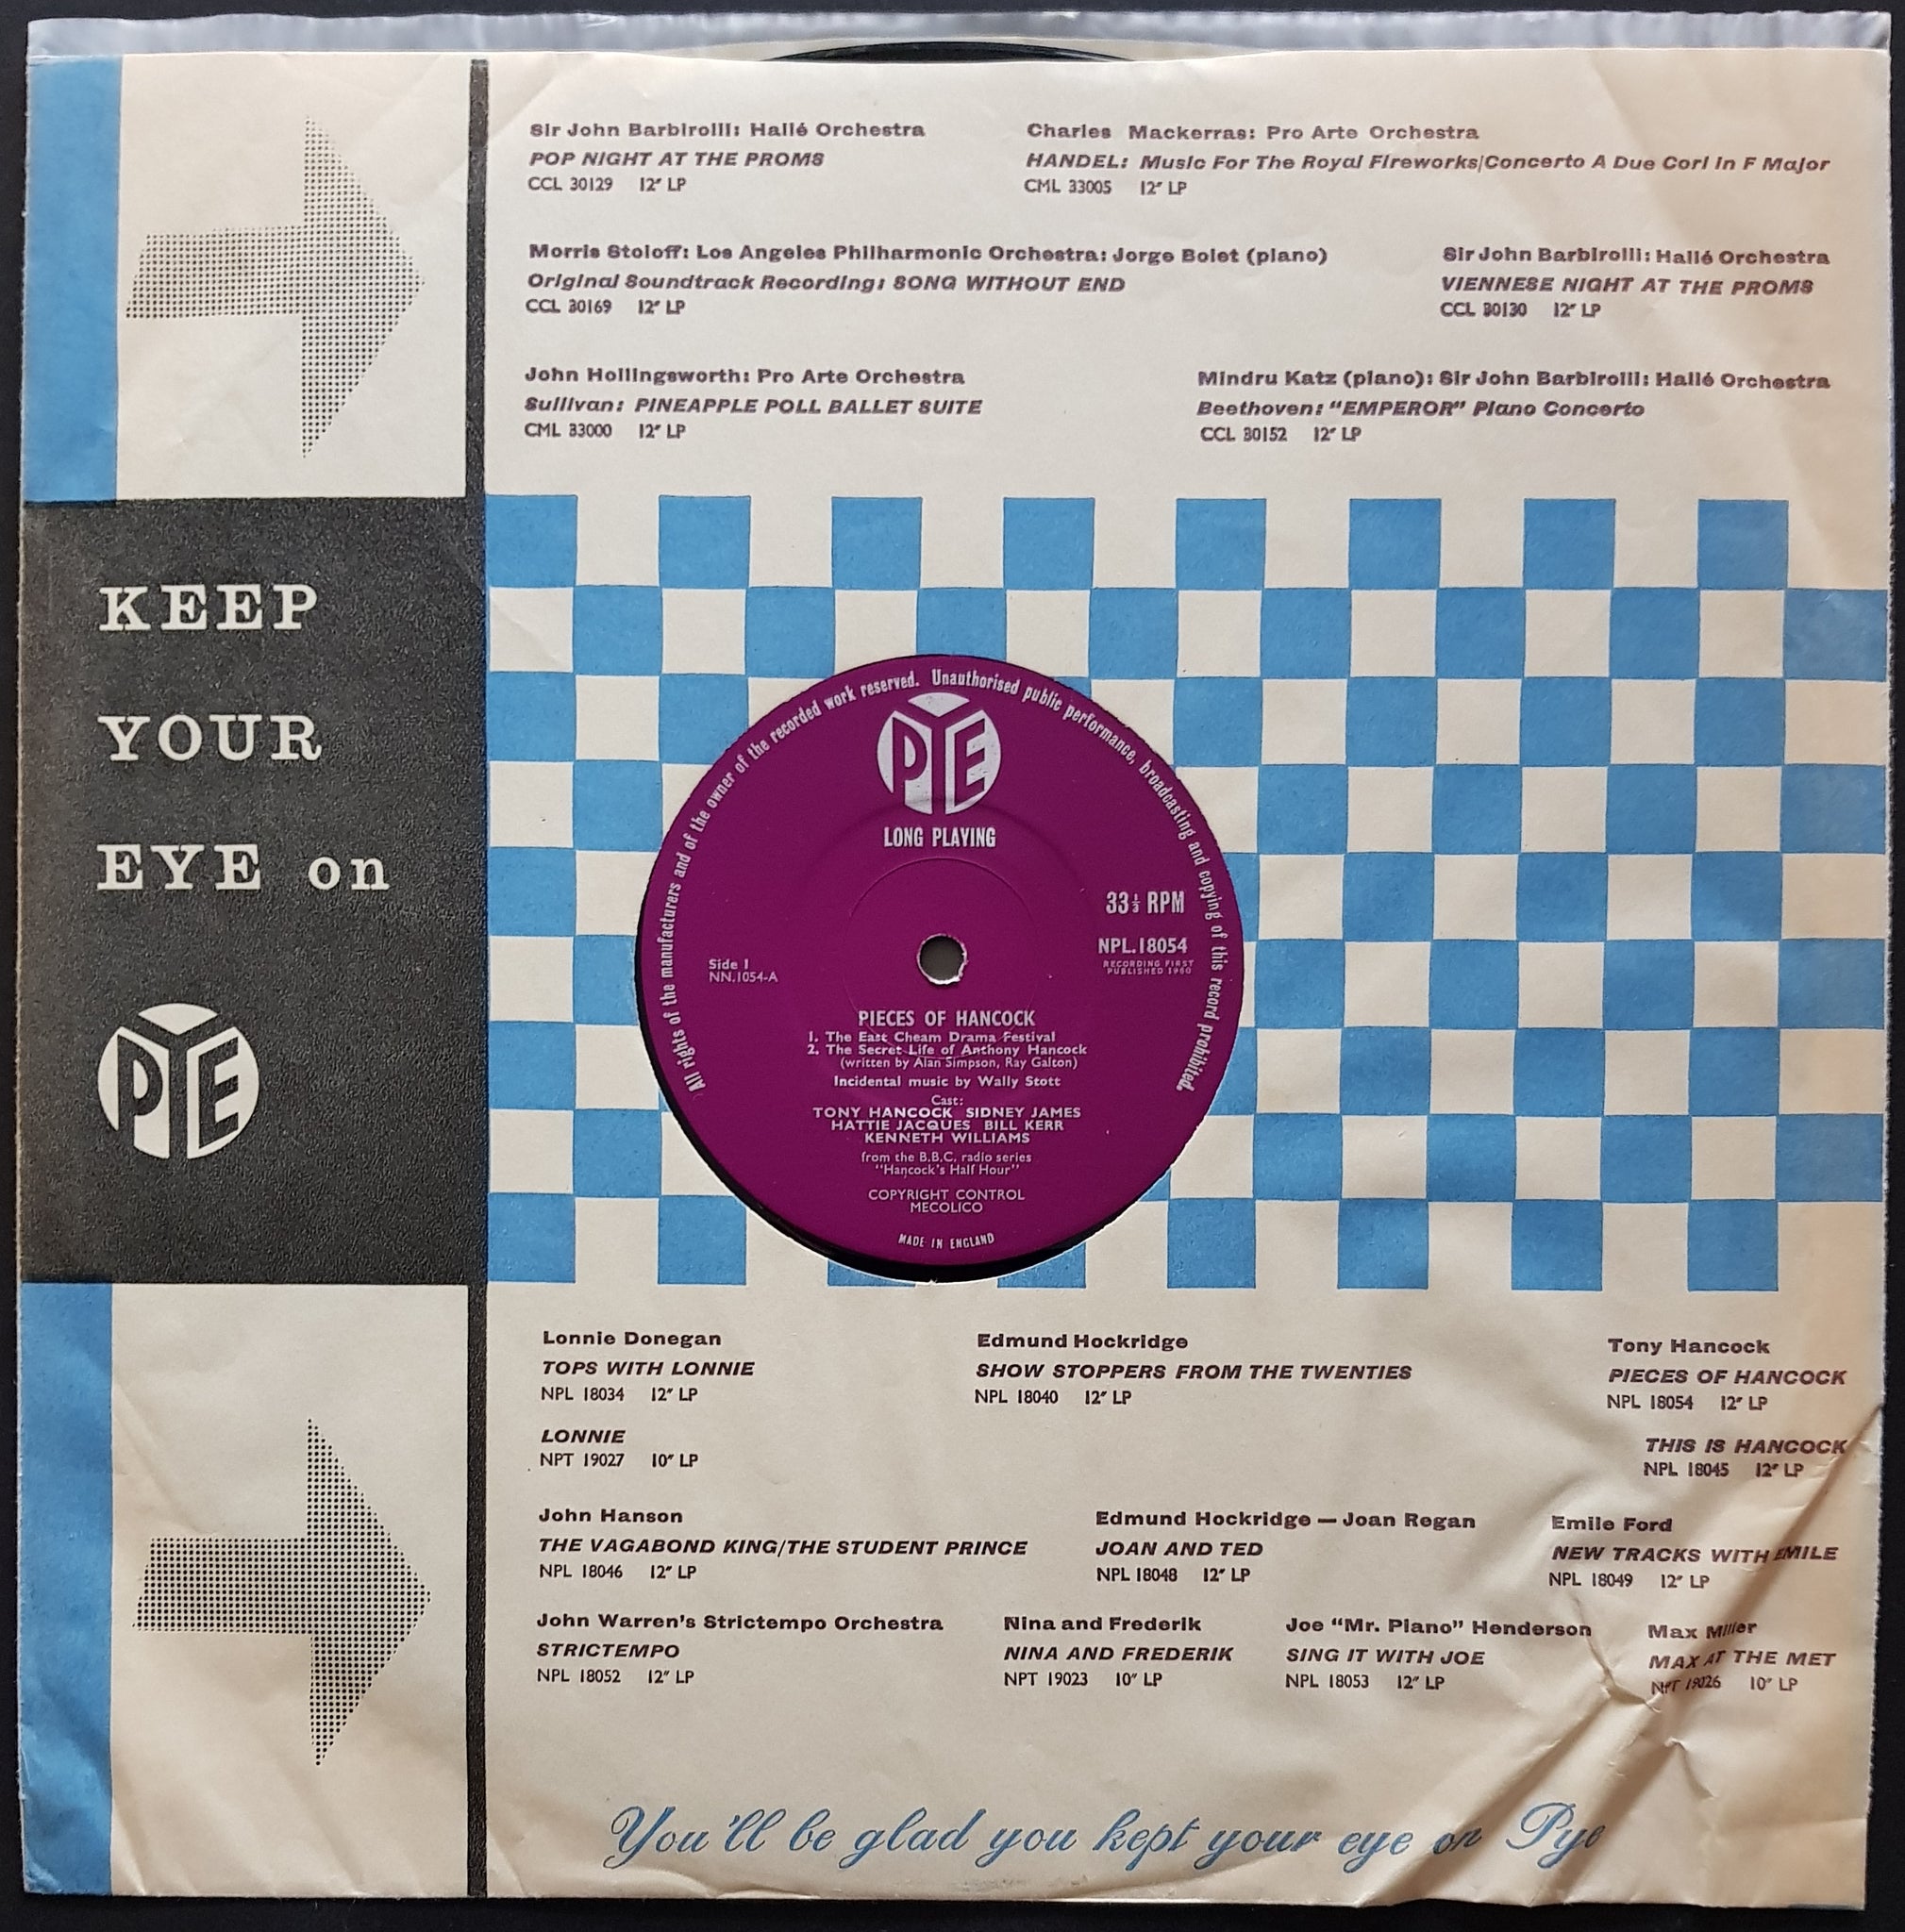 Sir John Barbirolli: Hallé Orchestra
POP NIGHT AT THE PROMS
CCL 30129 12" LP
Charles Mackerras: Pro Arte Orchestra
HANDEL: Music For The Royal Fireworks/Concerto A Due Cori in F Major
CML 33005 12" LP
Morris Stoloff: Los Angeles Philharmonic Orchestra: Jorge Bolet (piano)
Original Soundtrack Recording: SONG WITHOUT END
CCL 30169 12" LP
Sir John Barbirolli: Hallé Orchestra
VIENNESE NIGHT AT THE PROMS
CCL 30130 12" LP
John Hollingsworth: Pro Arte Orchestra
Sullivan: PINEAPPLE POLL BALLET SUITE
CML 33000 12" LP
Mindru Katz (piano): Sir John Barbirolli: Hallé Orchestra
Beethoven: "EMPEROR" Piano Concerto
CCL 30152 12" LP
KEEP
YOUR
EYE on
PYE
All rights of the manufacturers and of the owner of the recorded work reserved. Unauthorised public performance, broadcasting and copying of this record prohibited.
PYE
LONG PLAYING
33⅓ RPM
NPL.18054
RECORDING FIRST
PUBLISHED 1960
Side 1
NN.1054-A
PIECES OF HANCOCK
1. The East Cheam Drama Festival
2. The Secret Life of Anthony Hancock
(written by Alan Simpson, Ray Galton)
Incidental music by Wally Stott
Cast:
TONY HANCOCK SIDNEY JAMES
HATTIE JACQUES BILL KERR
KENNETH WILLIAMS
from the B.B.C. radio series
"Hancock's Half Hour"
COPYRIGHT CONTROL
MECOLICO
MADE IN ENGLAND
Lonnie Donegan
TOPS WITH LONNIE
NPL 18034 12" LP
LONNIE
NPT 19027 10" LP
Edmund Hockridge
SHOW STOPPERS FROM THE TWENTIES
NPL 18040 12" LP
Tony Hancock
PIECES OF HANCOCK
NPL 18054 12" LP
THIS IS HANCOCK
NPL 18045 12" LP
John Hanson
THE VAGABOND KING/THE STUDENT PRINCE
NPL 18046 12" LP
Edmund Hockridge — Joan Regan
JOAN AND TED
NPL 18048 12" LP
Emile Ford
NEW TRACKS WITH EMILE
NPL 18049 12" LP
John Warren's Strictempo Orchestra
STRICTEMPO
NPL 18052 12" LP
Nina and Frederik
NINA AND FREDERIK
NPT 19023 10" LP
Joe "Mr. Piano" Henderson
SING IT WITH JOE
NPL 18053 12" LP
Max Miller
MAX AT THE MET
NPT 19026 10" LP
You'll be glad you kept your eye on Pye